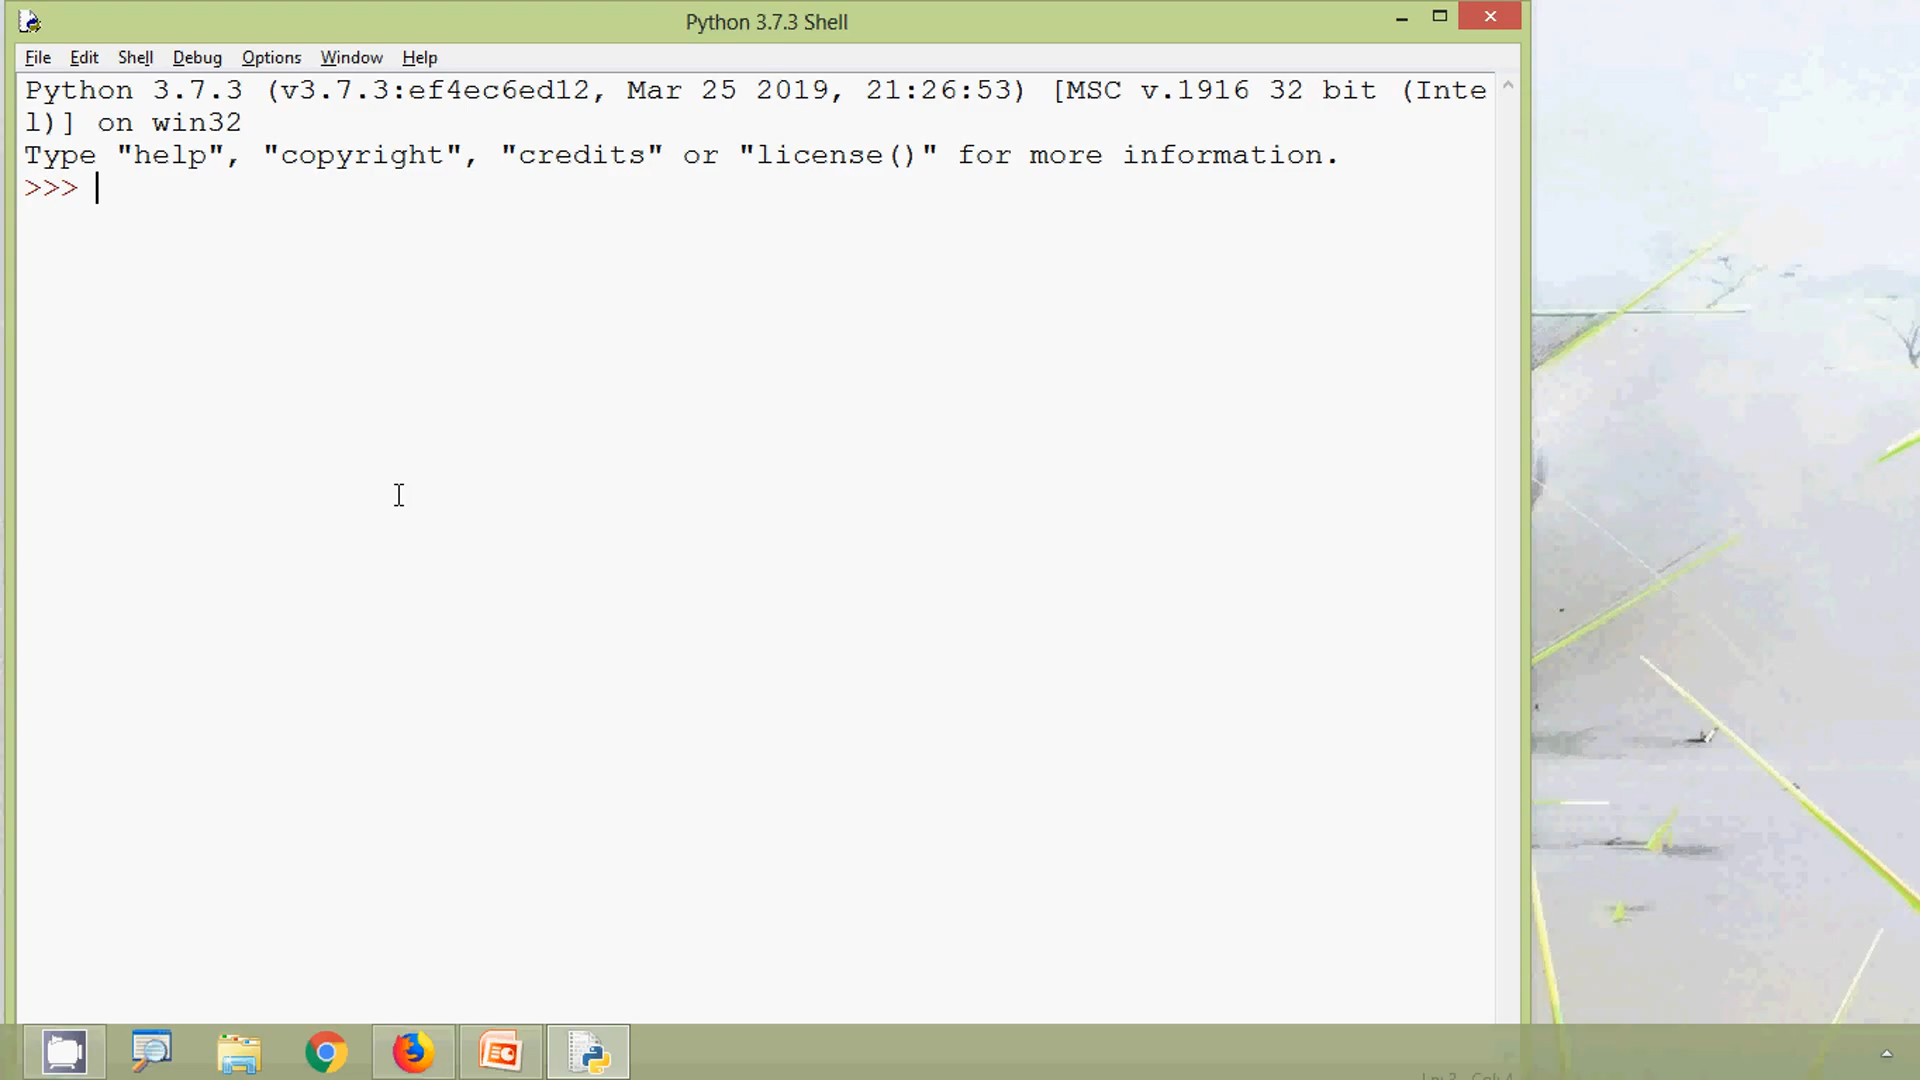 Python 3.7.3 Shell
File Edit Shell Debug Options Window Help
Python 3.7.3 (v3.7.3:ef4ec6ed12, Mar 25 2019, 21:26:53) [MSC v.1916 32 bit (Inte
l)] on win32
Type "help", "copyright", "credits" or "license()" for more information.
>>>